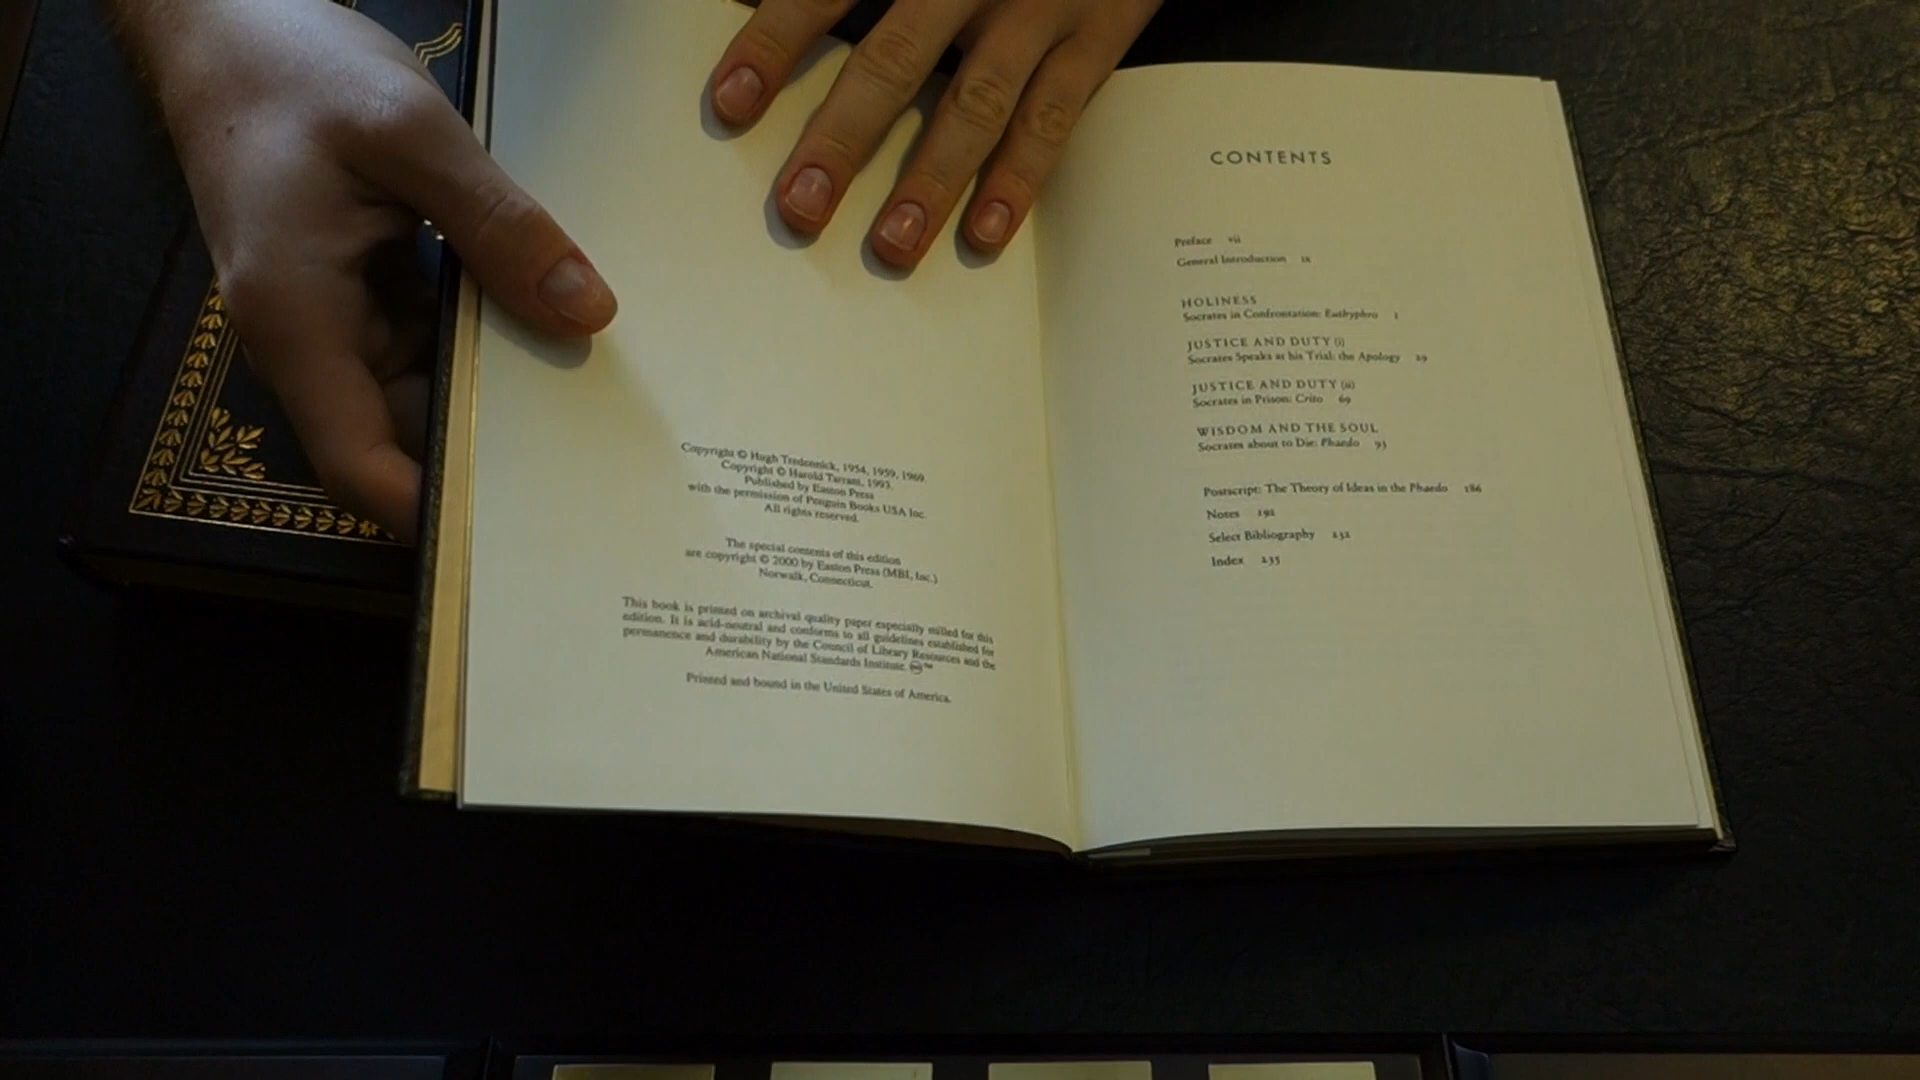 Copyright © Hugh Tredennick, 1954, 1959, 1969.
Copyright © Harold Tarrant, 1993.
Published by Easton Press
with the permission of Penguin Books USA Inc.
All rights reserved.
The special contents of this edition
are copyright © 2000 by Easton Press (MBI, Inc.)
Norwalk, Connecticut.
This book is printed on archival quality paper especially milled for this
edition. It is acid-neutral and conforms to all guidelines established for
permanence and durability by the Council of Library Resources and the
American National Standards Institute. ™
Printed and bound in the United States of America.
CONTENTS
Preface vii
General Introduction ix
HOLINESS
Socrates in Confrontation: Euthyphro 1
JUSTICE AND DUTY (i)
Socrates Speaks at his Trial: the Apology 29
JUSTICE AND DUTY (ii)
Socrates in Prison: Crito 69
WISDOM AND THE SOUL
Socrates about to Die: Phaedo 93
Postscript: The Theory of Ideas in the Phaedo 186
Notes 192
Select Bibliography 232
Index 235